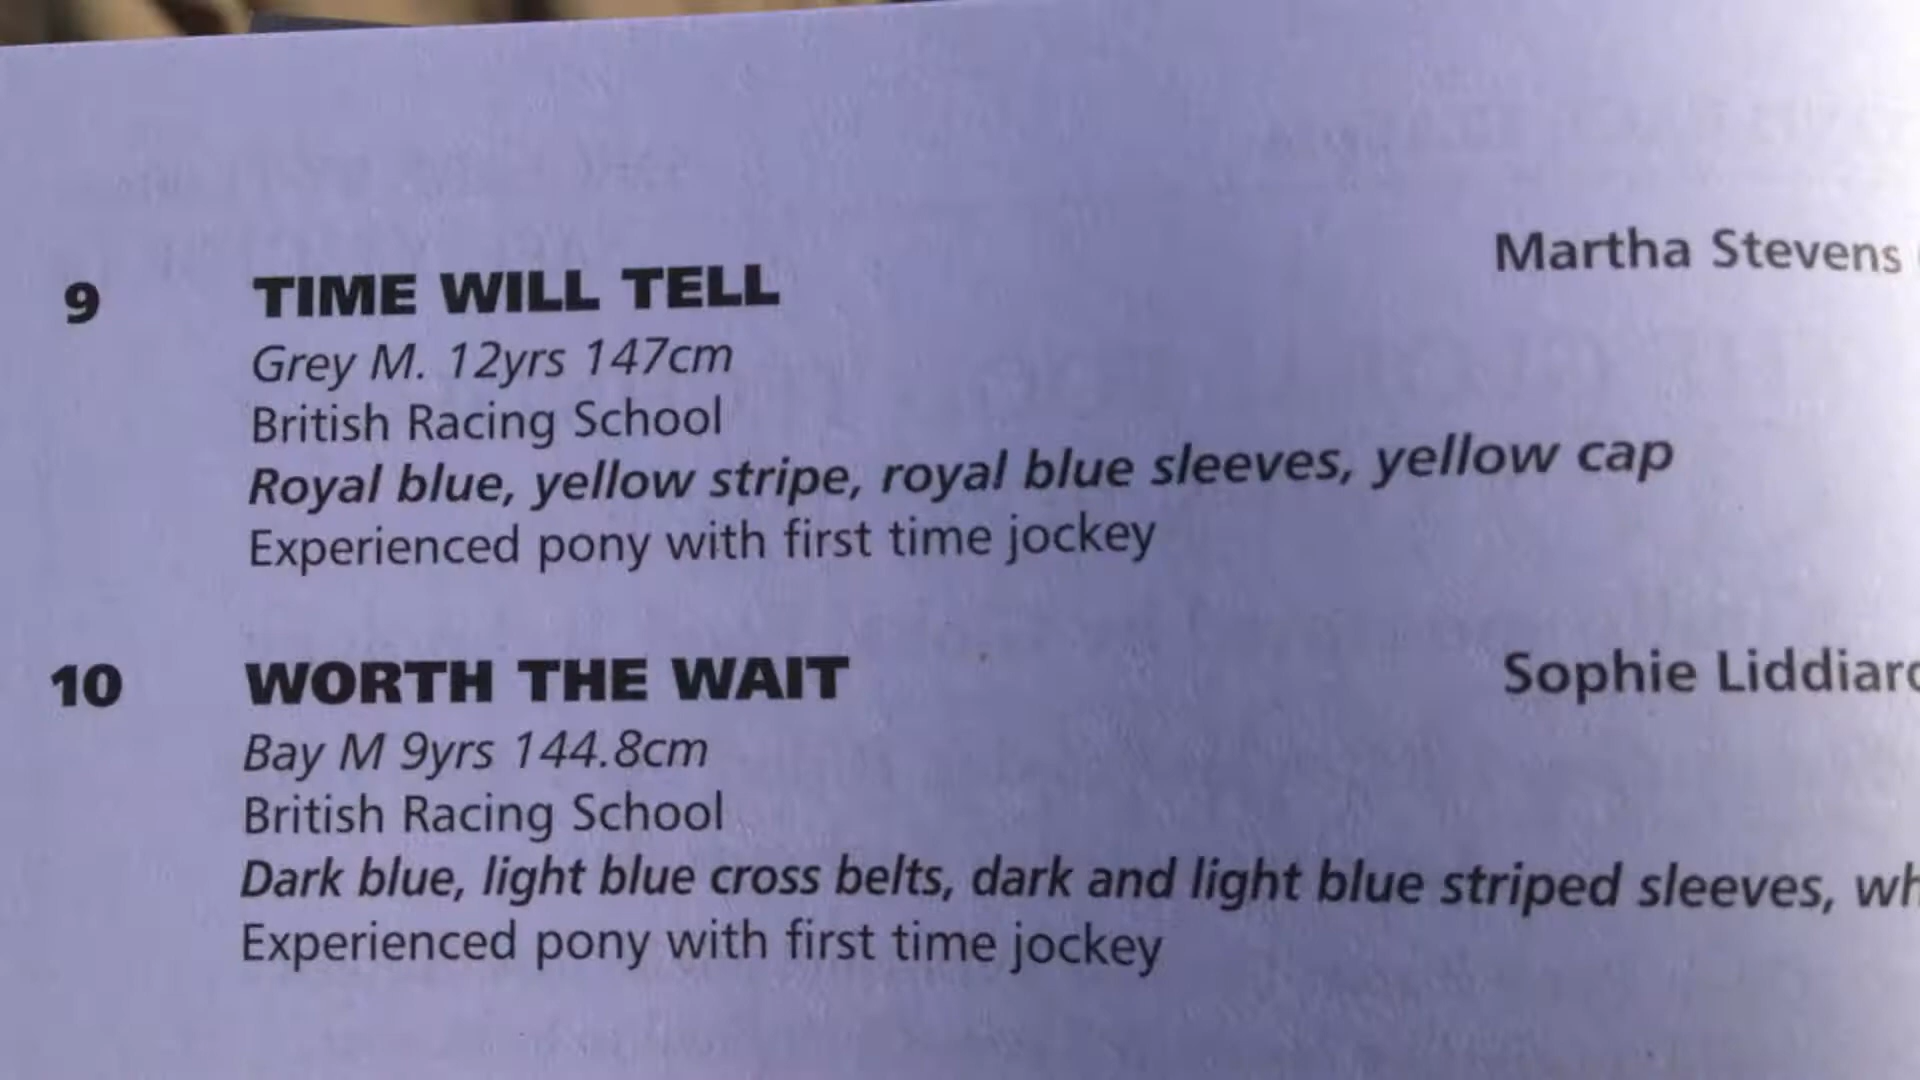 9 TIME WILL TELL Martha Stevens
Grey M. 12yrs 147cm
British Racing School
Royal blue, yellow stripe, royal blue sleeves, yellow cap
Experienced pony with first time jockey
10 WORTH THE WAIT Sophie
Bay M 9yrs 144.8cm
British Racing School
Dark blue, light blue cross belts, dark and light blue striped sleeves,
Experienced pony with first time jockey